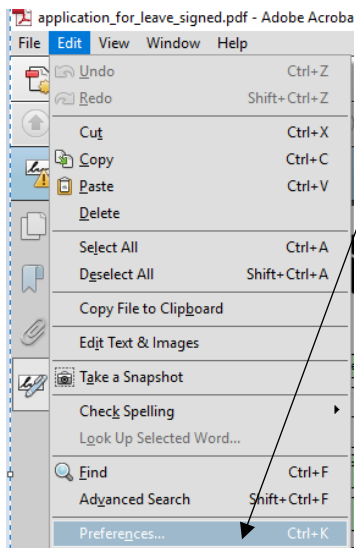 application_for_leave_signed.pdf - Adobe Acroba
File Edit View Window Help
Undo Ctrl+Z
Redo Shift+Ctrl+Z
Cut Ctrl+X
Copy Ctrl+C
Paste Ctrl+V
Delete
Select All Ctrl+A
Deselect All Shift+Ctrl+A
Copy File to Clipboard
Edit Text & Images
Take a Snapshot
Check Spelling
Look Up Selected Word...
Find Ctrl+F
Advanced Search Shift+Ctrl+F
Preferences... Ctrl+K